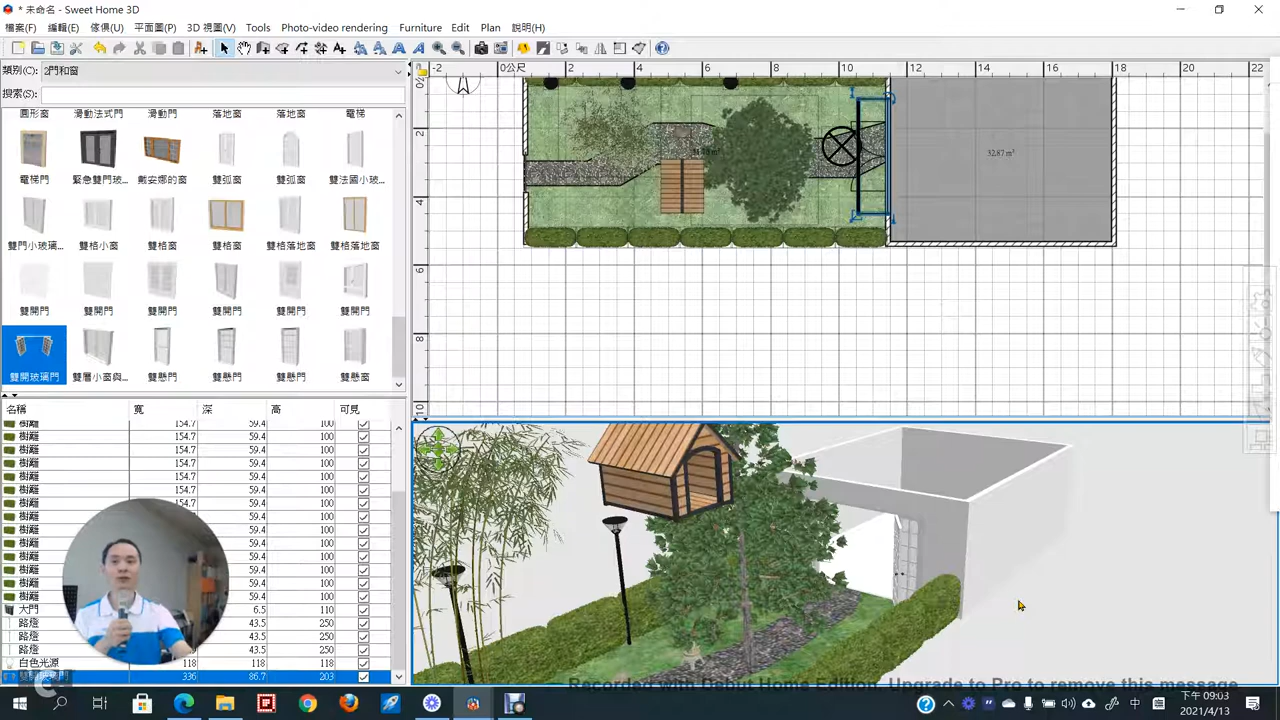 * 未命名 - Sweet Home 3D
檔案(F) 編輯(E) 傢俱(U) 平面圖(P) 3D 視圖(V) Tools Photo-video rendering Furniture Edit Plan 說明(H)
類別(C): 2門和窗
搜索(S):
圓形窗 滑動法式門 滑動門 落地窗 落地窗 電梯
電梯門 緊急雙門玻... 戴安娜的窗 雙弧窗 雙弧窗 雙法國小玻...
雙門小玻璃... 雙格小窗 雙格窗 雙格落地窗 雙格窗 雙格落地窗
雙開門 雙開門 雙開門 雙開門 雙開門 雙開門
雙開玻璃門 雙層小窗與... 雙懸門 雙懸門 雙懸門 雙懸窗
名稱 寬 深 高 可見
樹籬 154.7 59.4 100
樹籬 154.7 59.4 100
樹籬 154.7 59.4 100
樹籬 154.7 59.4 100
樹籬 154.7 59.4 100
樹籬 154.7 59.4 100
樹籬 154.7 59.4 100
樹籬 59.4 100
樹籬 59.4 100
樹籬 59.4 100
樹籬 59.4 100
樹籬 59.4 100
樹籬 59.4 100
樹籬 59.4 100
大門 6.5 110
路燈 43.5 250
路燈 43.5 250
路燈 43.5 250
白色光源 118 118 118
336 86.7 203
-2 0公尺 2 4 6 8 10 12 14 16 18 20 22
2
4
6
8
10
32.87 m²
Recorded with Debut Home Edition. Upgrade to Pro to remove this message
中
下午 09:03
2021/4/13